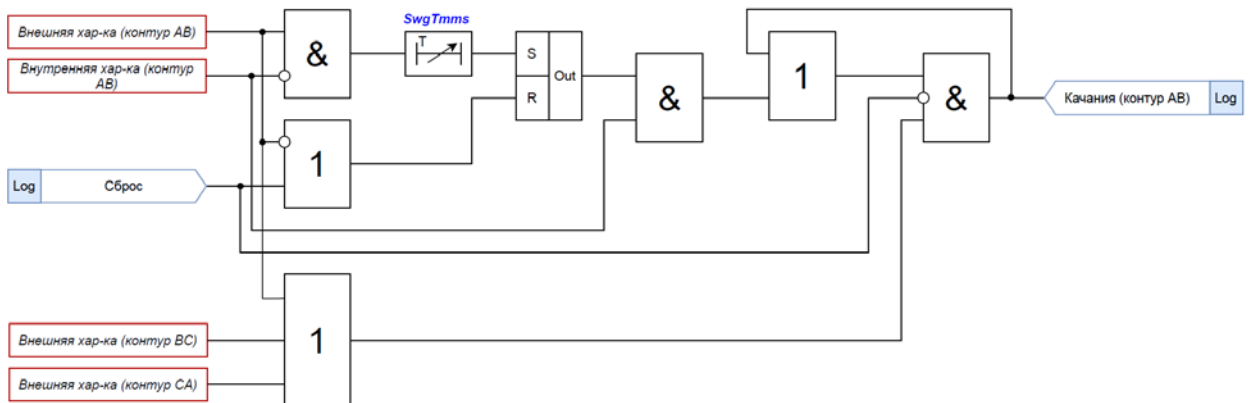 Внешняя хар-ка (контур АВ)
Внутренняя хар-ка (контур
АВ)
&
SwgTmms
T
S
R
Out
&
1
&
Качания (контур АВ)
Log
1
Log
Сброс
1
Внешняя хар-ка (контур ВС)
Внешняя хар-ка (контур СА)